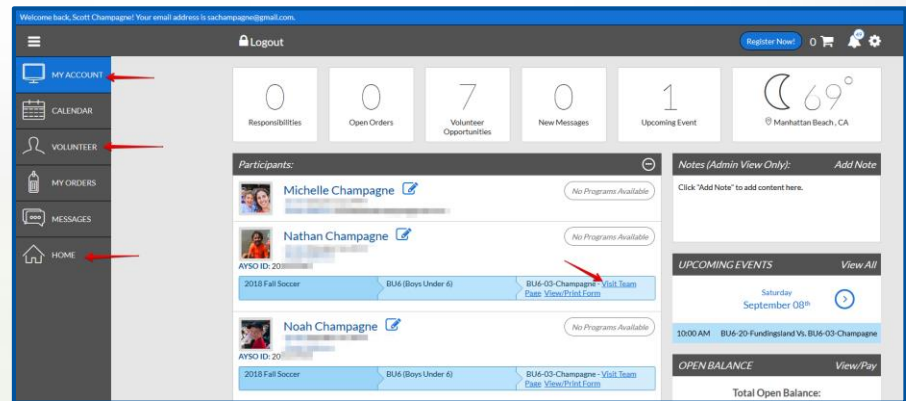 Welcome back, Scott Champagne! Your email address is sachampagne@gmail.com.
Logout
Register Now!
0
MY ACCOUNT
CALENDAR
VOLUNTEER
MY ORDERS
MESSAGES
HOME
0
Responsibilities
0
Open Orders
7
Volunteer
Opportunities
0
New Messages
1
Upcoming Event
69°
Manhattan Beach , CA
Participants:
Michelle Champagne
No Programs Available
Nathan Champagne
No Programs Available
AYSO ID: 20
2018 Fall Soccer
BU6 (Boys Under 6)
BU6-03-Champagne - Visit Team
Page View/Print Form
Noah Champagne
No Programs Available
AYSO ID: 20
2018 Fall Soccer
BU6 (Boys Under 6)
BU6-03-Champagne - Visit Team
Page View/Print Form
Notes (Admin View Only): Add Note
Click "Add Note" to add content here.
UPCOMING EVENTS View All
Saturday
September 08th
10:00 AM BU6-20-Fundingsland Vs. BU6-03-Champagne
OPEN BALANCE View/Pay
Total Open Balance: